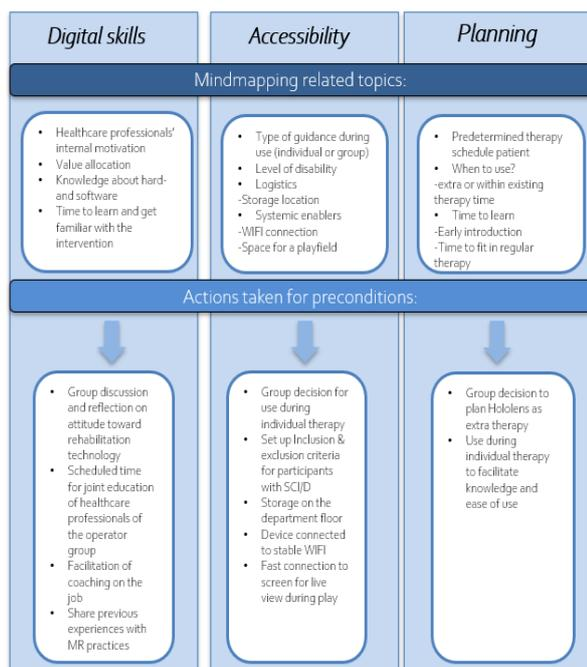 Digital skills
Accessibility
Planning
Mindmapping related topics:
• Healthcare professionals'
internal motivation
• Value allocation
• Knowledge about hard-
and software
• Time to learn and get
familiar with the
intervention
• Type of guidance during
use (individual or group)
• Level of disability
• Logistics
-Storage location
• Systemic enablers
-WIFI connection
-Space for a playfield
• Predetermined therapy
schedule patient
• When to use?
-extra or within existing
therapy time
• Time to learn
-Early introduction
-Time to fit in regular
therapy
Actions taken for preconditions:
• Group discussion
and reflection on
attitude toward
rehabilitation
technology
• Scheduled time
for joint education
of healthcare
professionals of
the operator
group
• Facilitation of
coaching on the
job
• Share previous
experiences with
MR practices
• Group decision for
use during
individual therapy
• Set up Inclusion &
exclusion criteria
for participants
with SCI/D
• Storage on the
department floor
• Device connected
to stable WIFI
• Fast connection to
screen for live
view during play
• Group decision to
plan Hololens as
extra therapy
• Use during
individual therapy
to facilitate
knowledge and
ease of use